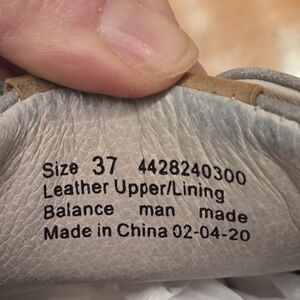 Size 37 4428240300
Leather Upper/Lining
Balance man made
Made in China 02-04-20